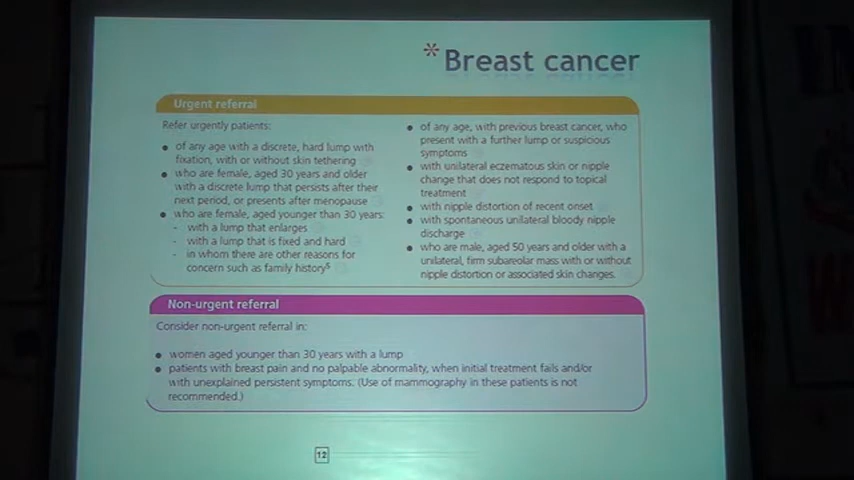 * Breast cancer
Urgent referral
Refer urgently patients:
• of any age with a discrete, hard lump with
fixation, with or without skin tethering
• who are female, aged 30 years and older
with a discrete lump that persists after their
next period, or presents after menopause
• who are female, aged younger than 30 years:
- with a lump that enlarges
- with a lump that is fixed and hard
- in whom there are other reasons for
concern such as family history⁵
• of any age, with previous breast cancer, who
present with a further lump or suspicious
symptoms
• with unilateral eczematous skin or nipple
change that does not respond to topical
treatment
• with nipple distortion of recent onset
• with spontaneous unilateral bloody nipple
discharge
• who are male, aged 50 years and older with a
unilateral, firm subareolar mass with or without
nipple distortion or associated skin changes.
Non-urgent referral
Consider non-urgent referral in:
• women aged younger than 30 years with a lump
• patients with breast pain and no palpable abnormality, when initial treatment fails and/or
with unexplained persistent symptoms. (Use of mammography in these patients is not
recommended.)
12